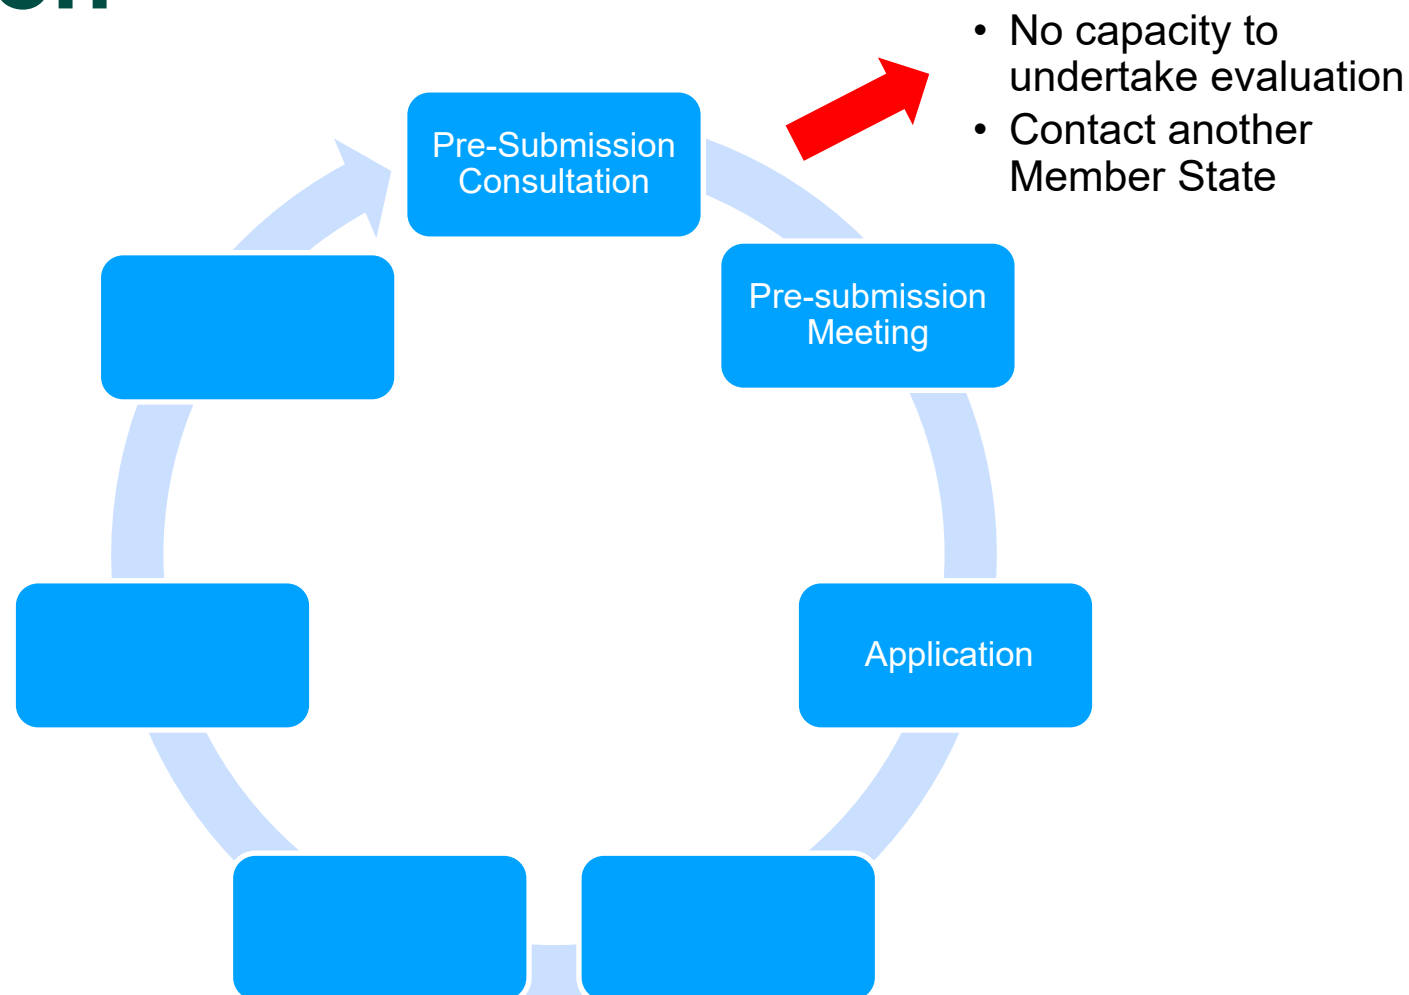 • No capacity to
undertake evaluation
• Contact another
Member State
Pre-Submission
Consultation
Pre-submission
Meeting
Application